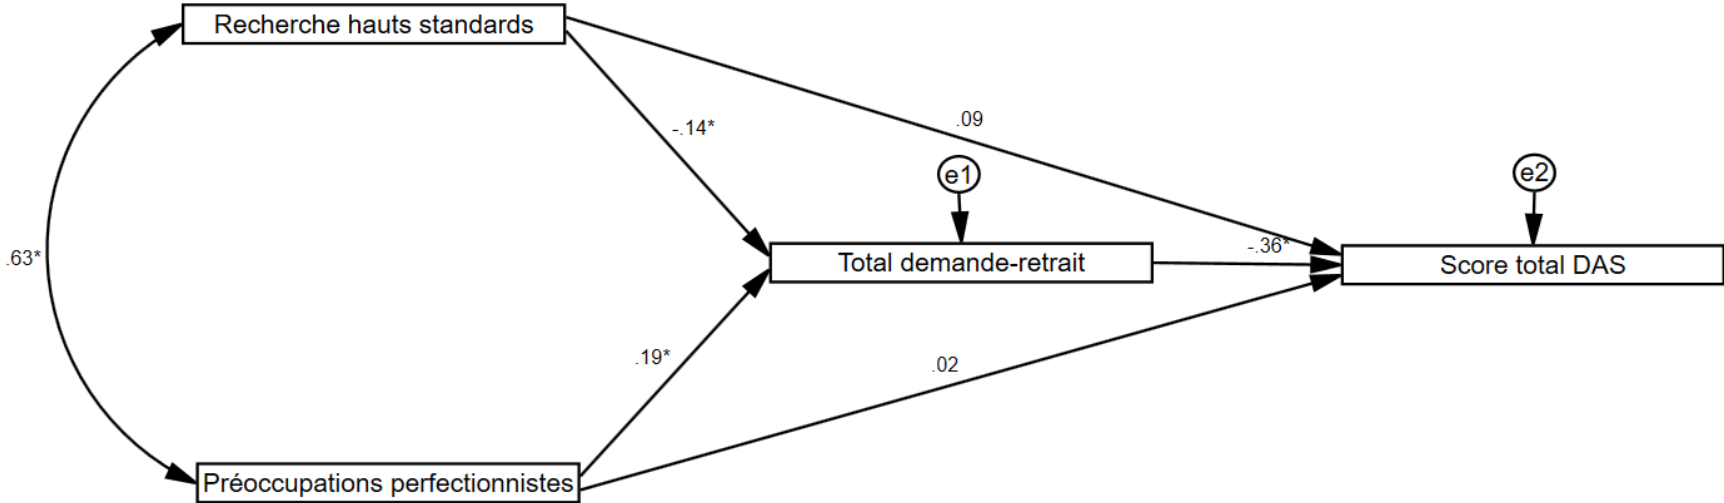 Recherche hauts standards
.09
-.14*
e1
e2
.63*
-.36*
Total demande-retrait
Score total DAS
.19*
.02
Préoccupations perfectionnistes